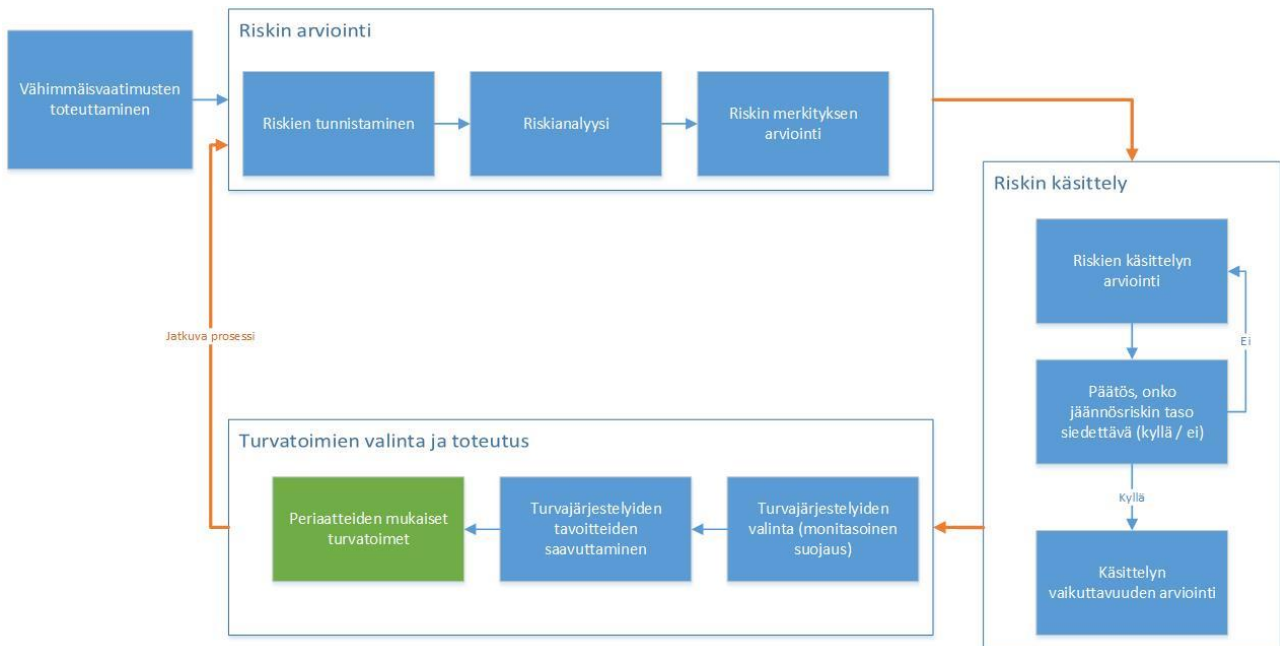 Riskin arviointi
Vähimmäisvaatimusten
toteuttaminen
Riskien tunnistaminen
Riskianalyysi
Riskin merkityksen
arviointi
Riskin käsittely
Riskien käsittelyn
arviointi
Ei
Päätös, onko
jäännösriskin taso
siedettävä (kyllä / ei)
Kyllä
Käsittelyn
vaikuttavuuden arviointi
Jatkuva prosessi
Turvatoimien valinta ja toteutus
Periaatteiden mukaiset
turvatoimet
Turvajärjestelyiden
tavoitteiden
saavuttaminen
Turvajärjestelyiden
valinta (monitasoinen
suojaus)